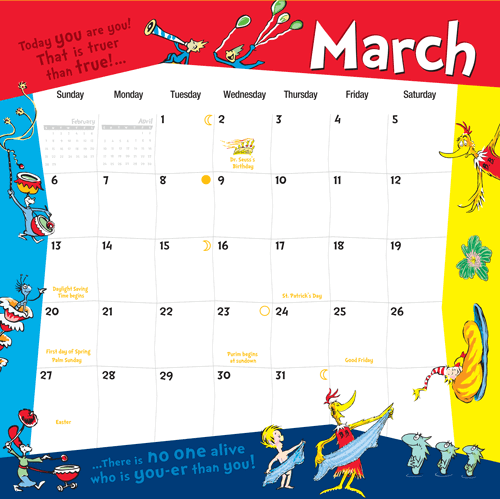 Today you are you!
That is truer
than true!...
March
Sunday Monday Tuesday Wednesday Thursday Friday Saturday
February April
1 2 3 4 5
Dr. Seuss's
Birthday
6 7 8 9 10 11 12
13 14 15 16 17 18 19
Daylight Saving
Time begins
St. Patrick's Day
20 21 22 23 24 25 26
First day of Spring
Palm Sunday
Purim begins
at sundown
Good Friday
27 28 29 30 31
Easter
...There is no one alive
who is you-er than you!